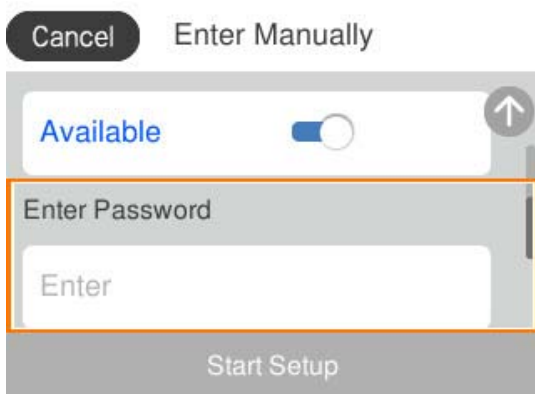 Cancel Enter Manually
Available
Enter Password
Enter
Start Setup